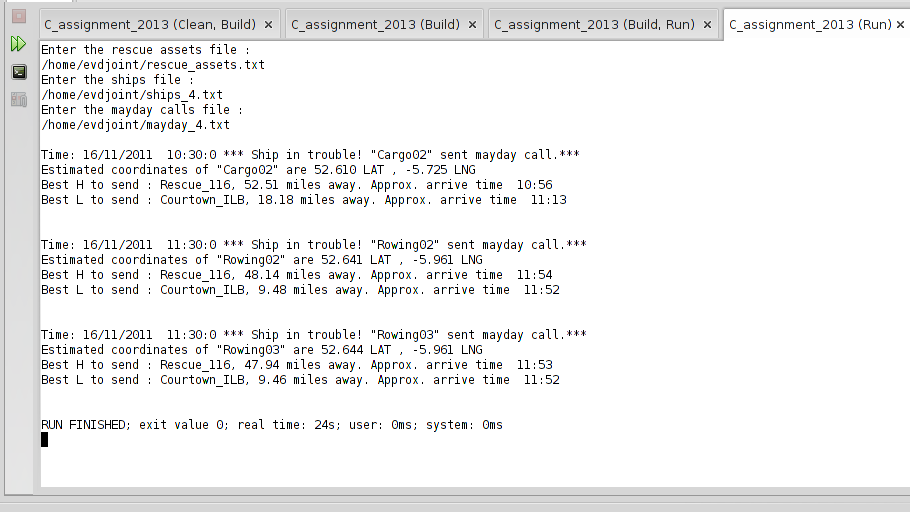 C_assignment_2013 (Clean, Build) × C_assignment_2013 (Build) × C_assignment_2013 (Build, Run) × C_assignment_2013 (Run) ×
Enter the rescue assets file :
/home/evdjoint/rescue_assets.txt
Enter the ships file :
/home/evdjoint/ships_4.txt
Enter the mayday calls file :
/home/evdjoint/mayday_4.txt
Time: 16/11/2011  10:30:0 *** Ship in trouble! "Cargo02" sent mayday call.***
Estimated coordinates of "Cargo02" are 52.610 LAT , -5.725 LNG
Best H to send : Rescue_116, 52.51 miles away. Approx. arrive time  10:56
Best L to send : Courtown_ILB, 18.18 miles away. Approx. arrive time  11:13
Time: 16/11/2011  11:30:0 *** Ship in trouble! "Rowing02" sent mayday call.***
Estimated coordinates of "Rowing02" are 52.641 LAT , -5.961 LNG
Best H to send : Rescue_116, 48.14 miles away. Approx. arrive time  11:54
Best L to send : Courtown_ILB, 9.48 miles away. Approx. arrive time  11:52
Time: 16/11/2011  11:30:0 *** Ship in trouble! "Rowing03" sent mayday call.***
Estimated coordinates of "Rowing03" are 52.644 LAT , -5.961 LNG
Best H to send : Rescue_116, 47.94 miles away. Approx. arrive time  11:53
Best L to send : Courtown_ILB, 9.46 miles away. Approx. arrive time  11:52
RUN FINISHED; exit value 0; real time: 24s; user: 0ms; system: 0ms